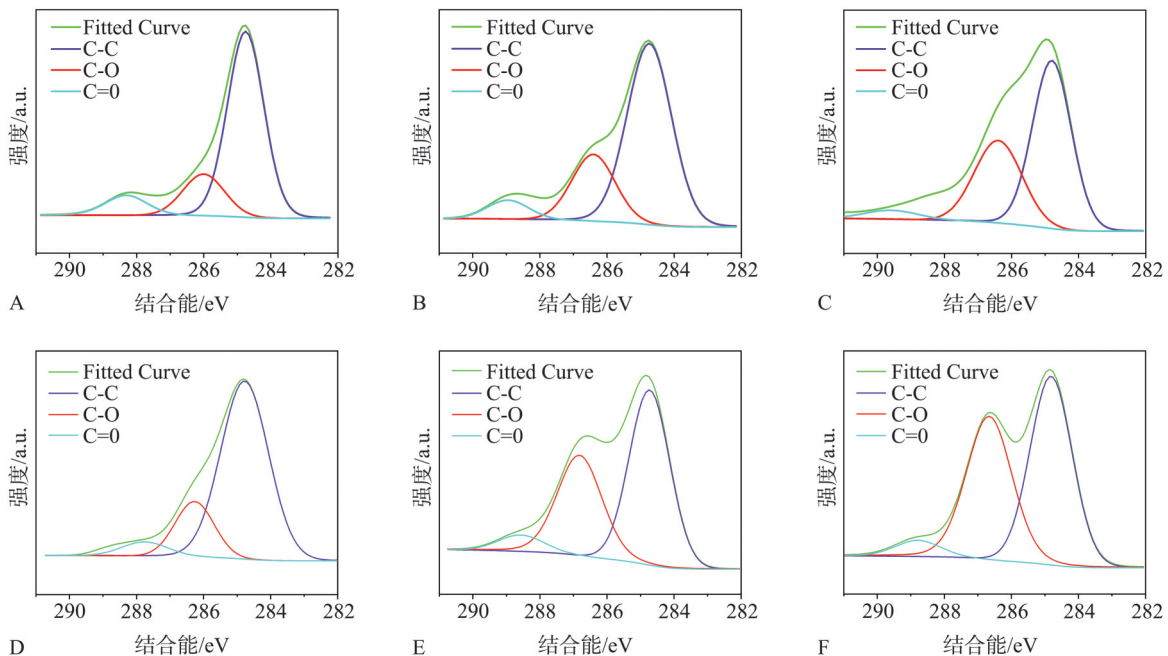 Fitted Curve
C-C
C-O
C=0
强度/a.u.
290 288 286 284 282
A 结合能/eV
Fitted Curve
C-C
C-O
C=0
强度/a.u.
290 288 286 284 282
B 结合能/eV
Fitted Curve
C-C
C-O
C=0
强度/a.u.
290 288 286 284 282
C 结合能/eV
Fitted Curve
C-C
C-O
C=0
强度/a.u.
290 288 286 284 282
D 结合能/eV
Fitted Curve
C-C
C-O
C=0
强度/a.u.
290 288 286 284 282
E 结合能/eV
Fitted Curve
C-C
C-O
C=0
强度/a.u.
290 288 286 284 282
F 结合能/eV